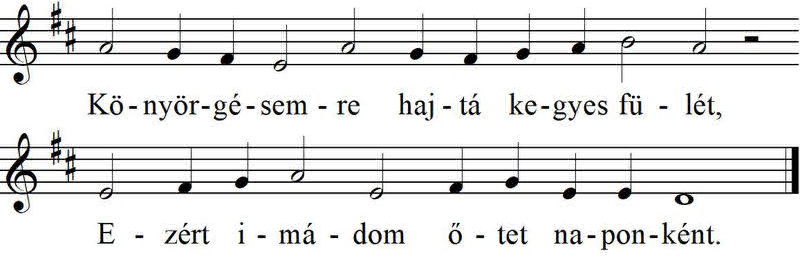 Kö-nyör-gé-sem-re haj-tá ke-gyes fü-lét,
E-zért i-má-dom ő-tet na-pon-ként.